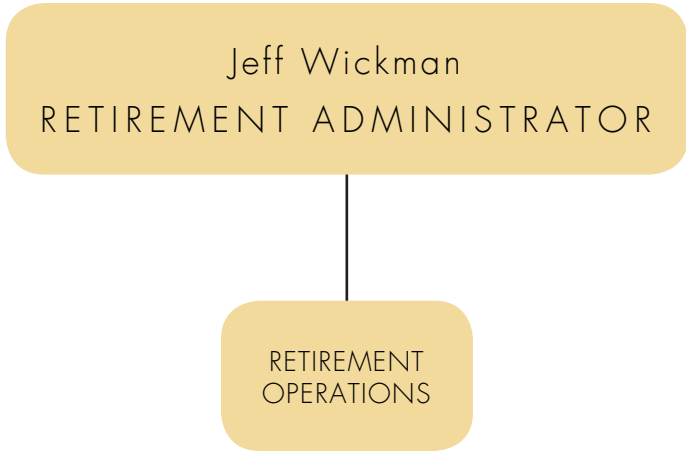 Jeff Wickman
RETIREMENT ADMINISTRATOR
RETIREMENT
OPERATIONS